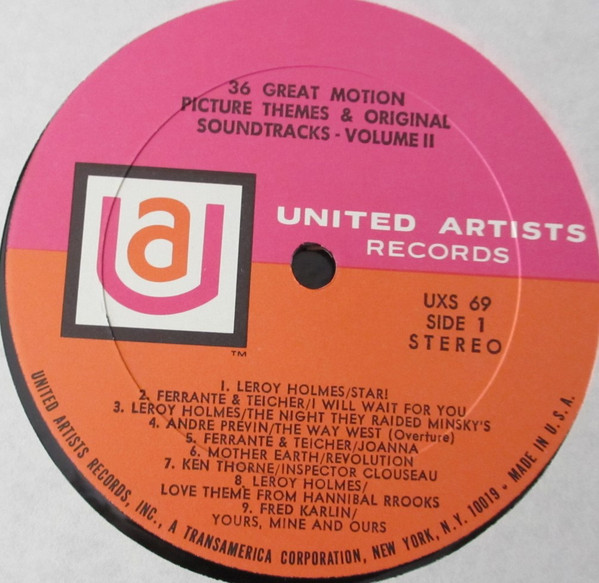 36 GREAT MOTION
PICTURE THEMES & ORIGINAL
SOUNDTRACKS - VOLUME II
ua
TM
UNITED ARTISTS
RECORDS
UXS 69
SIDE 1
STEREO
1. LEROY HOLMES/STAR!
2. FERRANTE & TEICHER/I WILL WAIT FOR YOU
3. LEROY HOLMES/THE NIGHT THEY RAIDED MINSKY'S
4. ANDRE PREVIN/THE WAY WEST (Overture)
5. FERRANTE & TEICHER/JOANNA
6. MOTHER EARTH/REVOLUTION
7. KEN THORNE/INSPECTOR CLOUSEAU
8. LEROY HOLMES/
LOVE THEME FROM HANNIBAL RROOKS
9. FRED KARLIN/
YOURS, MINE AND OURS
UNITED ARTISTS RECORDS, INC., A TRANSAMERICA CORPORATION, NEW YORK, N.Y. 10019 - MADE IN U.S.A.